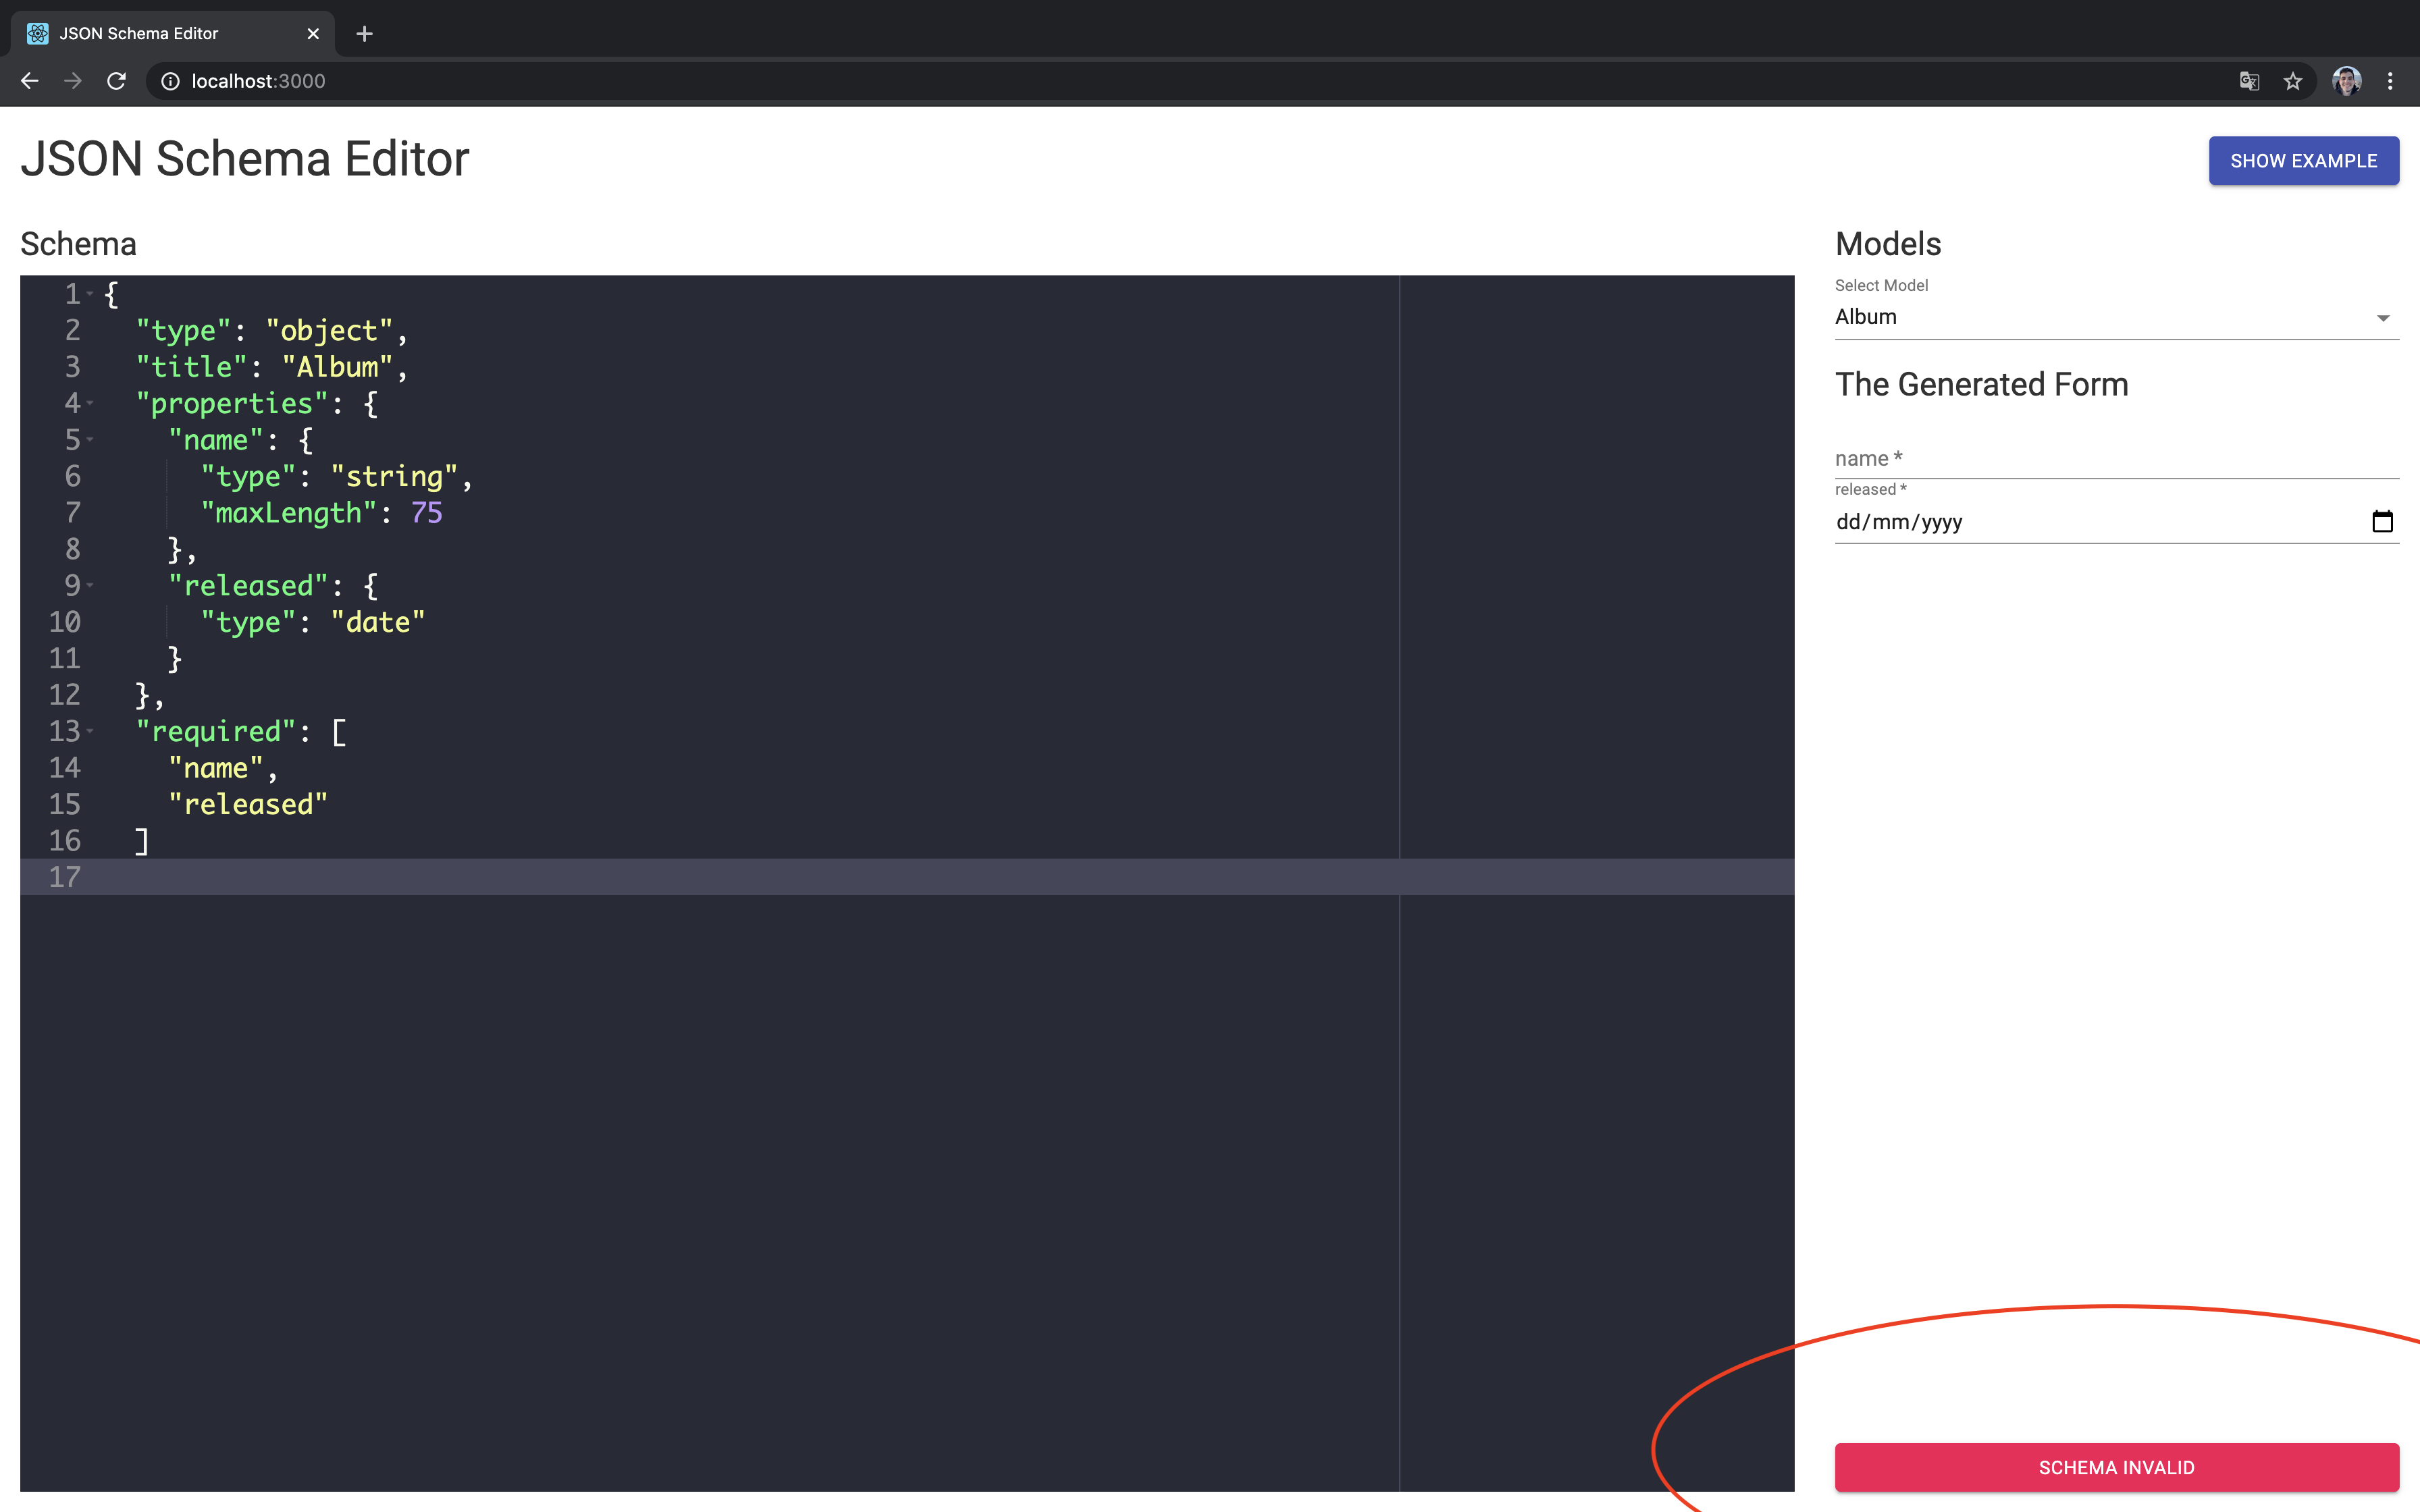 JSON Schema Editor
localhost:3000
JSON Schema Editor
SHOW EXAMPLE
Schema
1 {
2 "type": "object",
3 "title": "Album",
4 "properties": {
5 "name": {
6 "type": "string",
7 "maxLength": 75
8 },
9 "released": {
10 "type": "date"
11 }
12 },
13 "required": [
14 "name",
15 "released"
16 ]
17
Models
Select Model
Album
The Generated Form
name *
released *
dd/mm/yyyy
SCHEMA INVALID